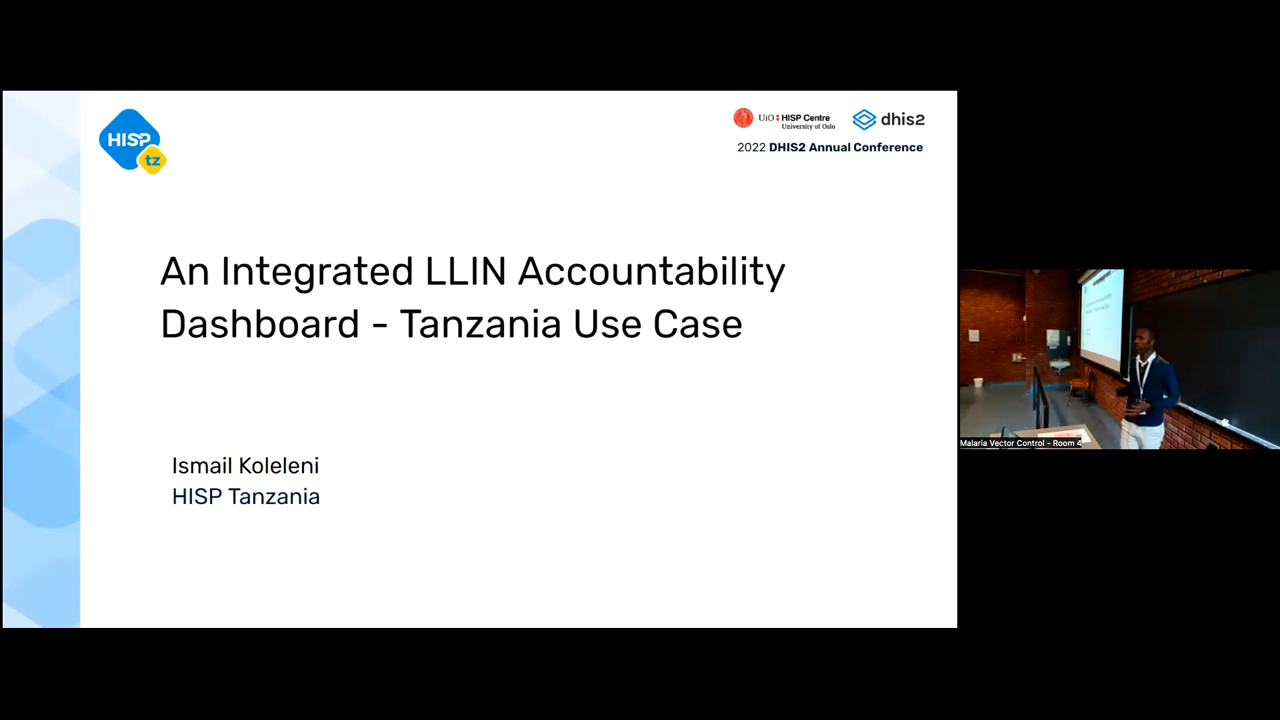 HISP
tz
UiO HISP Centre
University of Oslo
dhis2
2022 DHIS2 Annual Conference
An Integrated LLIN Accountability
Dashboard - Tanzania Use Case
Ismail Koleleni
HISP Tanzania
Malaria Vector Control - Room 4